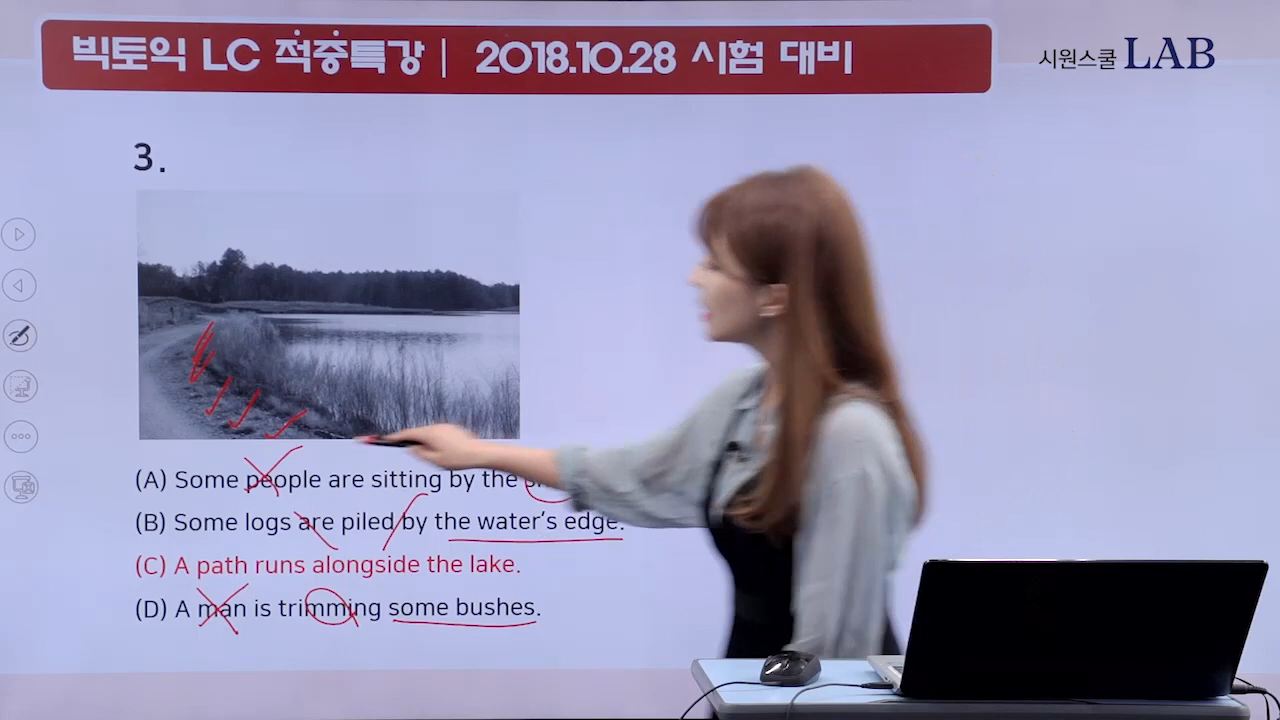 빅토익 LC 적중특강 | 2018.10.28 시험 대비
시원스쿨 LAB
3.
(A) Some people are sitting by the
(B) Some logs are piled by the water's edge.
(C) A path runs alongside the lake.
(D) A man is trimming some bushes.